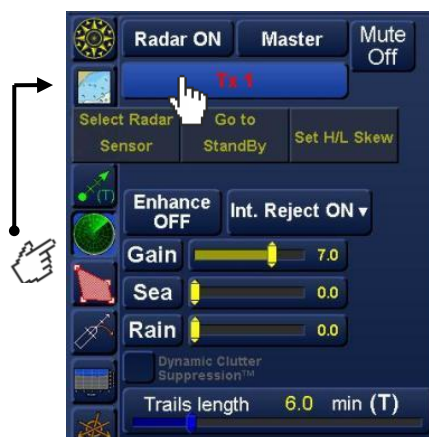 Radar ON Master Mute
Off
Tx 1
Select Radar Go to Set H/L Skew
Sensor StandBy
(T)
Enhance Int. Reject ON ▾
OFF
Gain 7.0
Sea 0.0
Rain 0.0
Dynamic Clutter
Suppression™
Trails length 6.0 min (T)